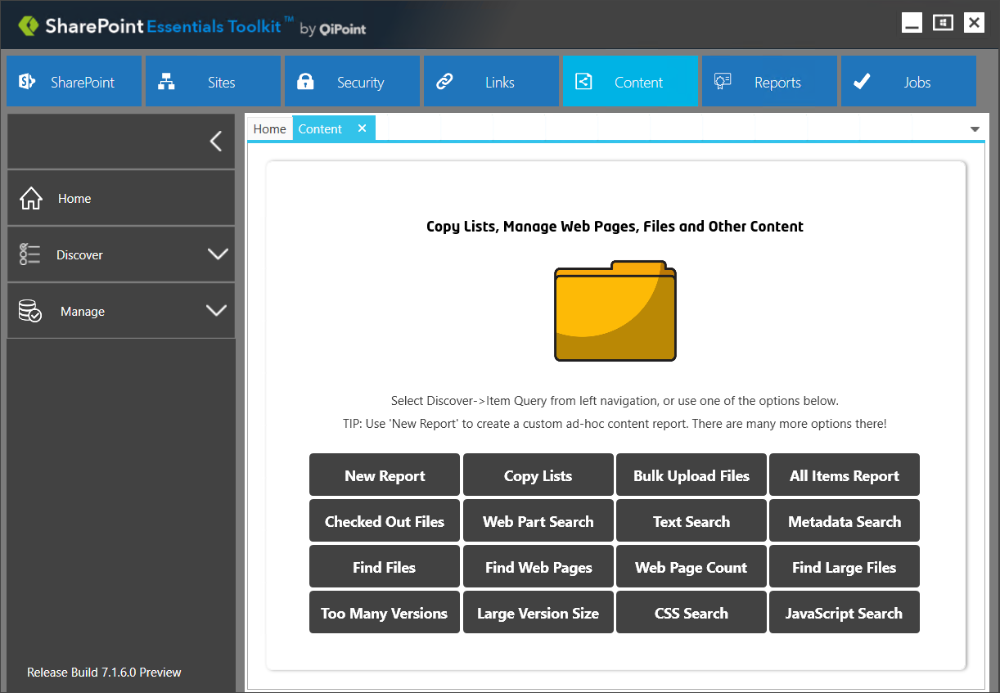 SharePoint Essentials Toolkit™ by QiPoint
SharePoint Sites Security Links Content Reports Jobs
Home Content
Home
Discover
Manage
Copy Lists, Manage Web Pages, Files and Other Content
Select Discover->Item Query from left navigation, or use one of the options below.
TIP: Use 'New Report' to create a custom ad-hoc content report. There are many more options there!
New Report Copy Lists Bulk Upload Files All Items Report
Checked Out Files Web Part Search Text Search Metadata Search
Find Files Find Web Pages Web Page Count Find Large Files
Too Many Versions Large Version Size CSS Search JavaScript Search
Release Build 7.1.6.0 Preview